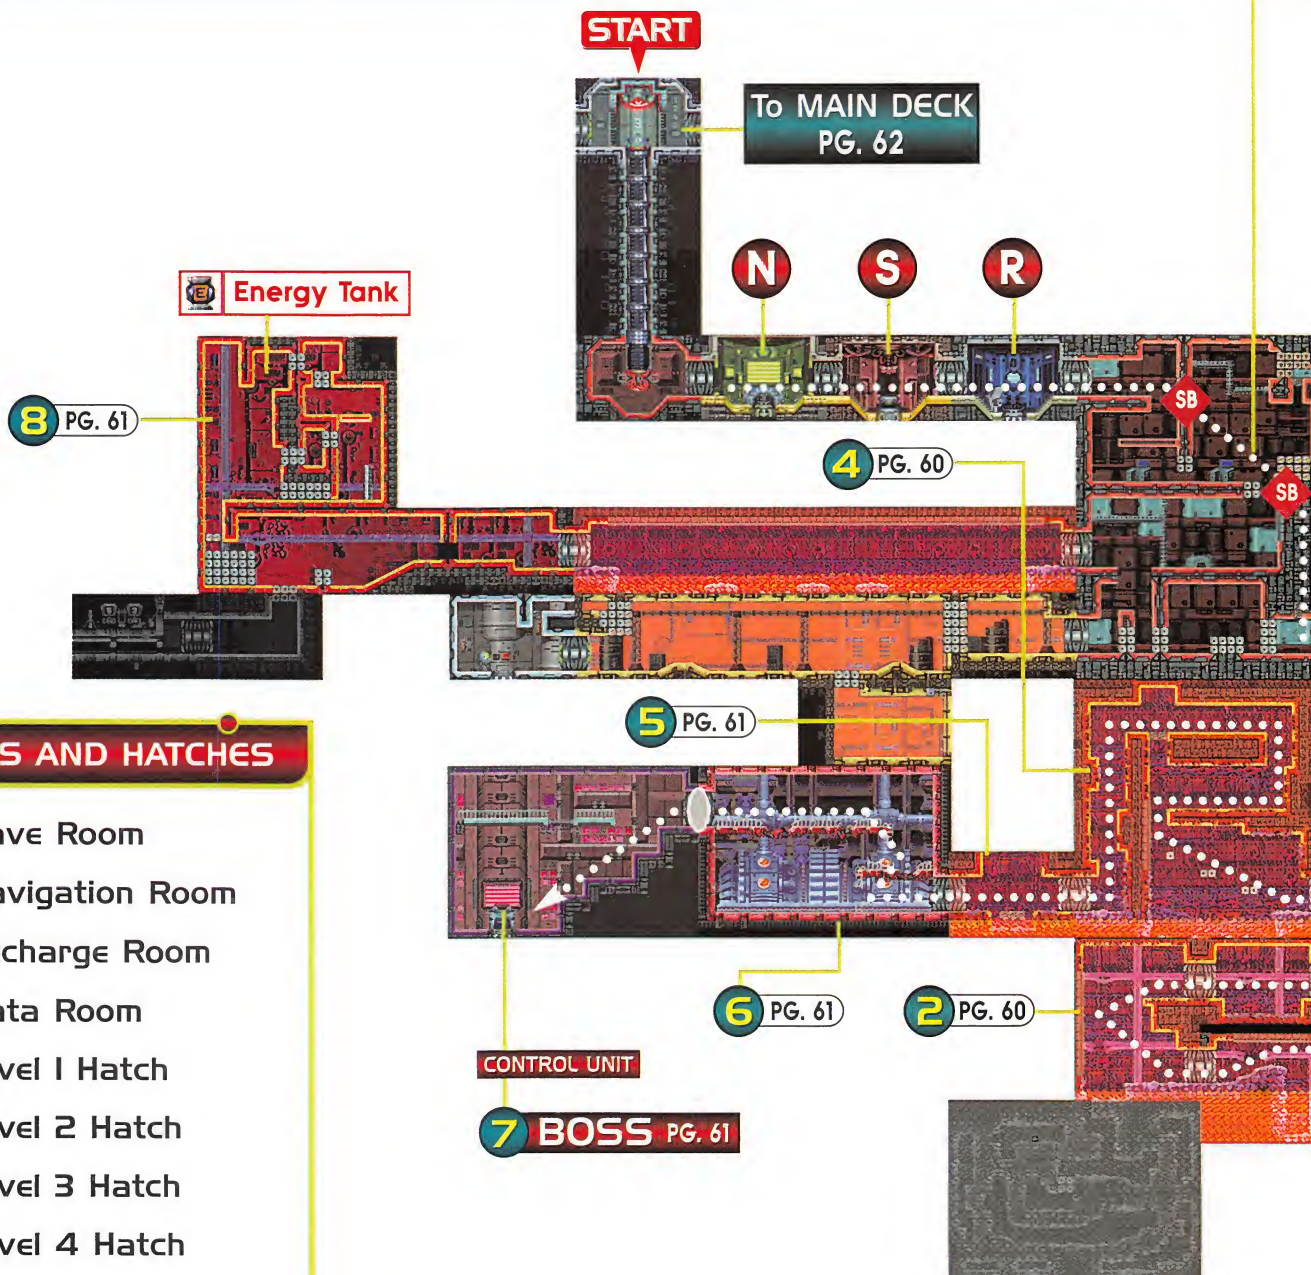 START
To MAIN DECK
PG. 62
N
S
R
E
Energy Tank
8 PG. 61
SB
4 PG. 60
SB
5 PG. 61
S AND HATCHES
ave Room
avigation Room
charge Room
ata Room
vel 1 Hatch
vel 2 Hatch
vel 3 Hatch
vel 4 Hatch
6 PG. 61
2 PG. 60
CONTROL UNIT
7 BOSS PG. 61